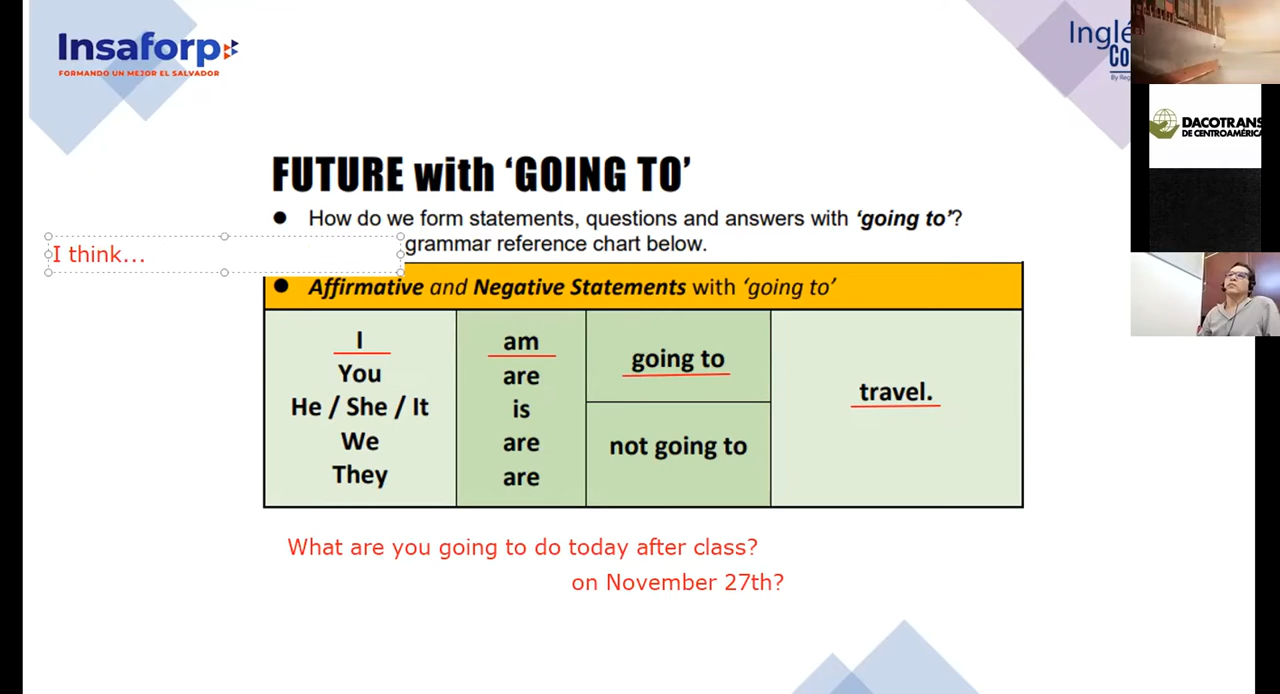 Insaforp
FORMANDO UN MEJOR EL SALVADOR
FUTURE with ‘GOING TO’
● How do we form statements, questions and answers with ‘going to’?
grammar reference chart below.
I think...
● Affirmative and Negative Statements with ‘going to’
I am going to travel.
You are
He / She / It is
We are not going to
They are
What are you going to do today after class?
on November 27th?
DACOTRANS
DE CENTROAMÉRICA